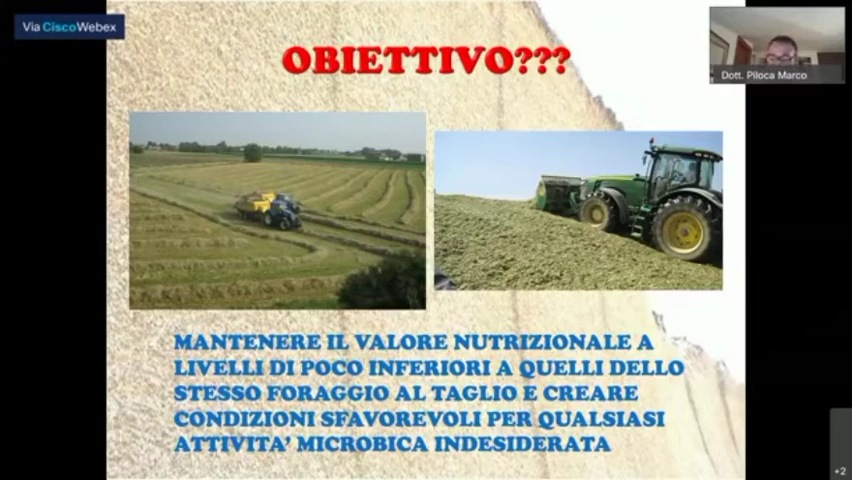 Via CiscoWebex
OBIETTIVO???
Dott. Piloca Marco
MANTENERE IL VALORE NUTRIZIONALE A
LIVELLI DI POCO INFERIORI A QUELLI DELLO
STESSO FORAGGIO AL TAGLIO E CREARE
CONDIZIONI SFAVOREVOLI PER QUALSIASI
ATTIVITA' MICROBICA INDESIDERATA
+2